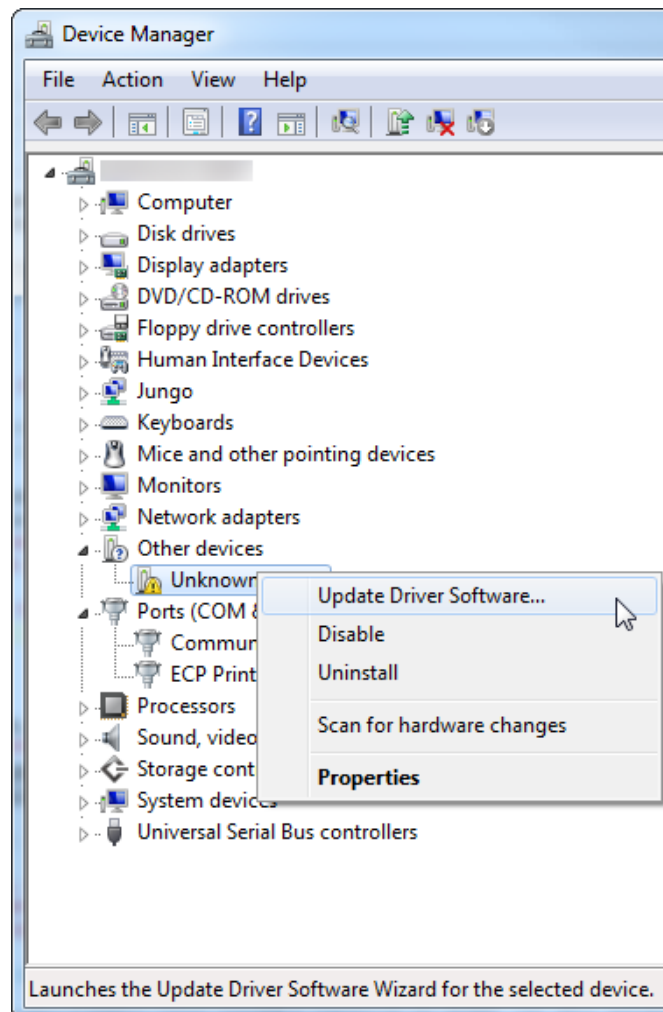 Device Manager
File Action View Help
Computer
Disk drives
Display adapters
DVD/CD-ROM drives
Floppy drive controllers
Human Interface Devices
Jungo
Keyboards
Mice and other pointing devices
Monitors
Network adapters
Other devices
Unknown
Update Driver Software...
Ports (COM &
Disable
Commun
ECP Print
Uninstall
Processors
Scan for hardware changes
Sound, video
Storage cont
Properties
System devices
Universal Serial Bus controllers
Launches the Update Driver Software Wizard for the selected device.